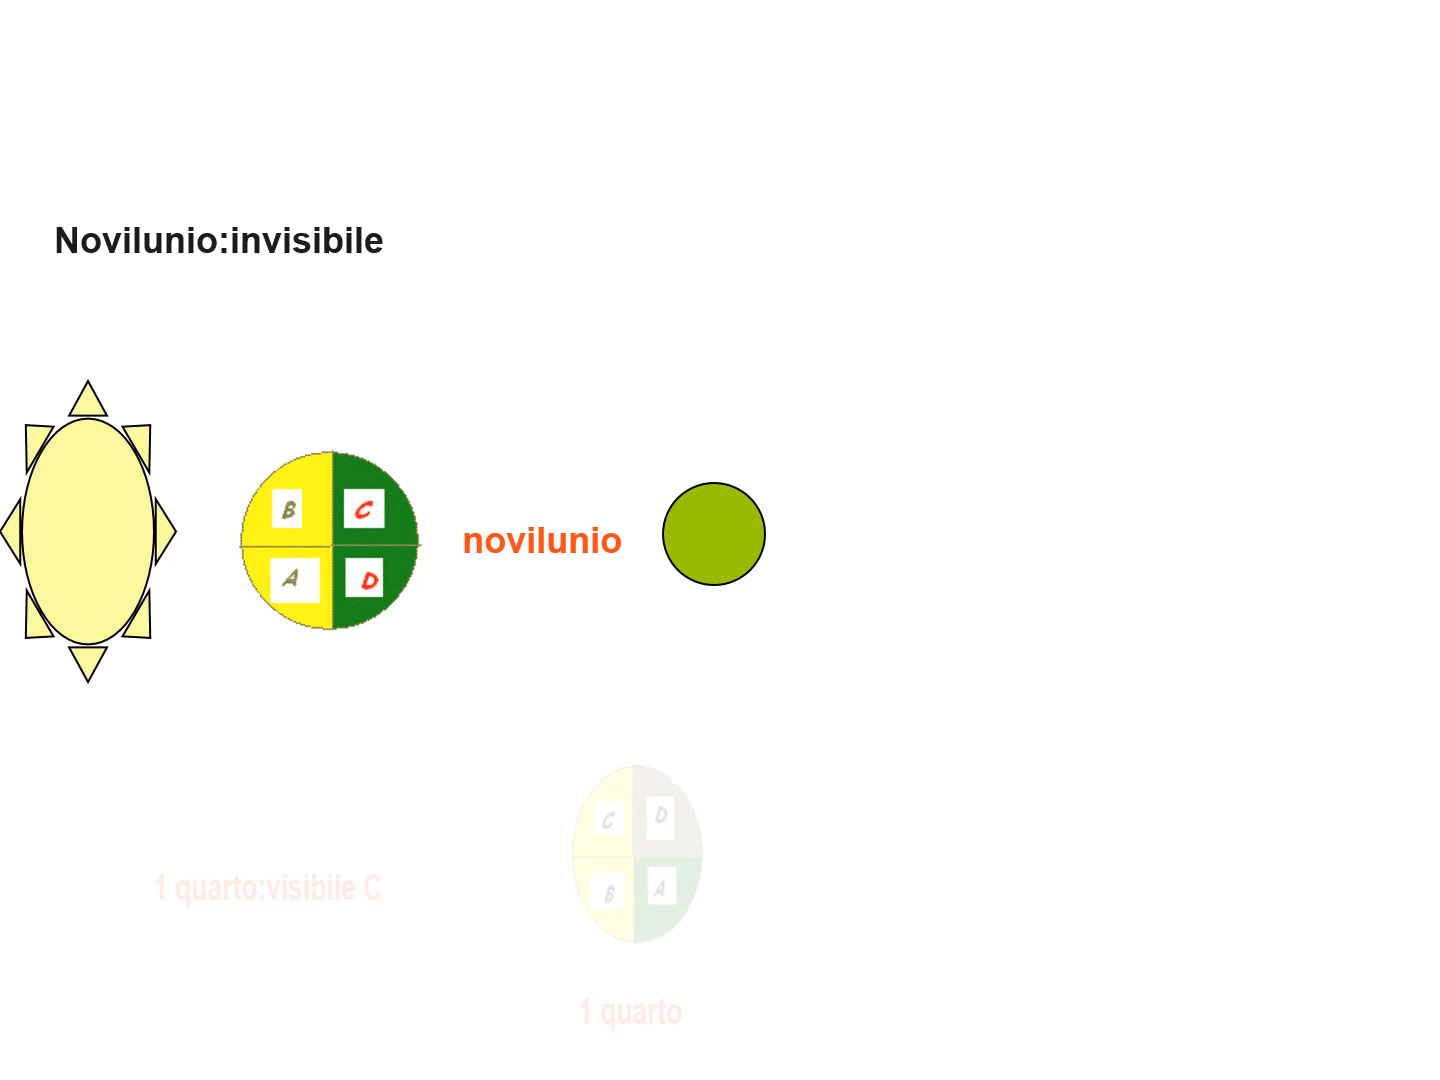 Novilunio:invisibile
B C
novilunio
A D
C D
1 quarto:visibile C
B A
1 quarto